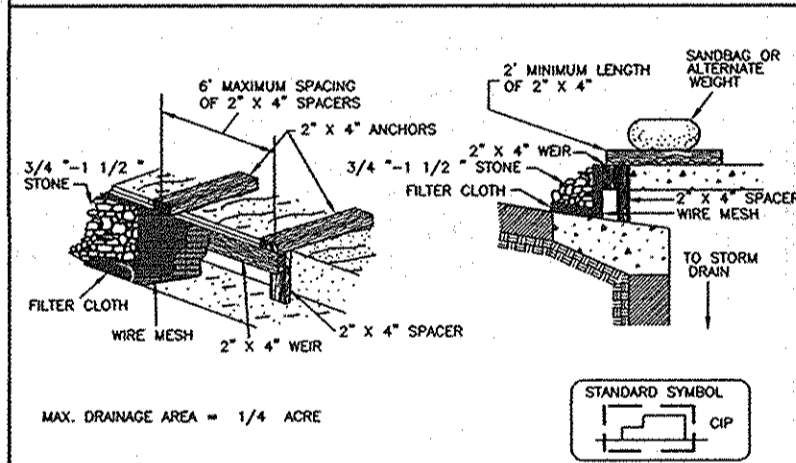 6' MAXIMUM SPACING
OF 2" X 4" SPACERS
2" X 4" ANCHORS
3/4 "-1 1/2 "
STONE
FILTER CLOTH
WIRE MESH
2" X 4" WEIR
2" X 4" SPACER
MAX. DRAINAGE AREA = 1/4 ACRE
2' MINIMUM LENGTH
OF 2" X 4"
SANDBAG OR
ALTERNATE
WEIGHT
2" X 4" WEIR
3/4 "-1 1/2 " STONE
FILTER CLOTH
2" X 4" SPACER
WIRE MESH
TO STORM
DRAIN
STANDARD SYMBOL
CIP